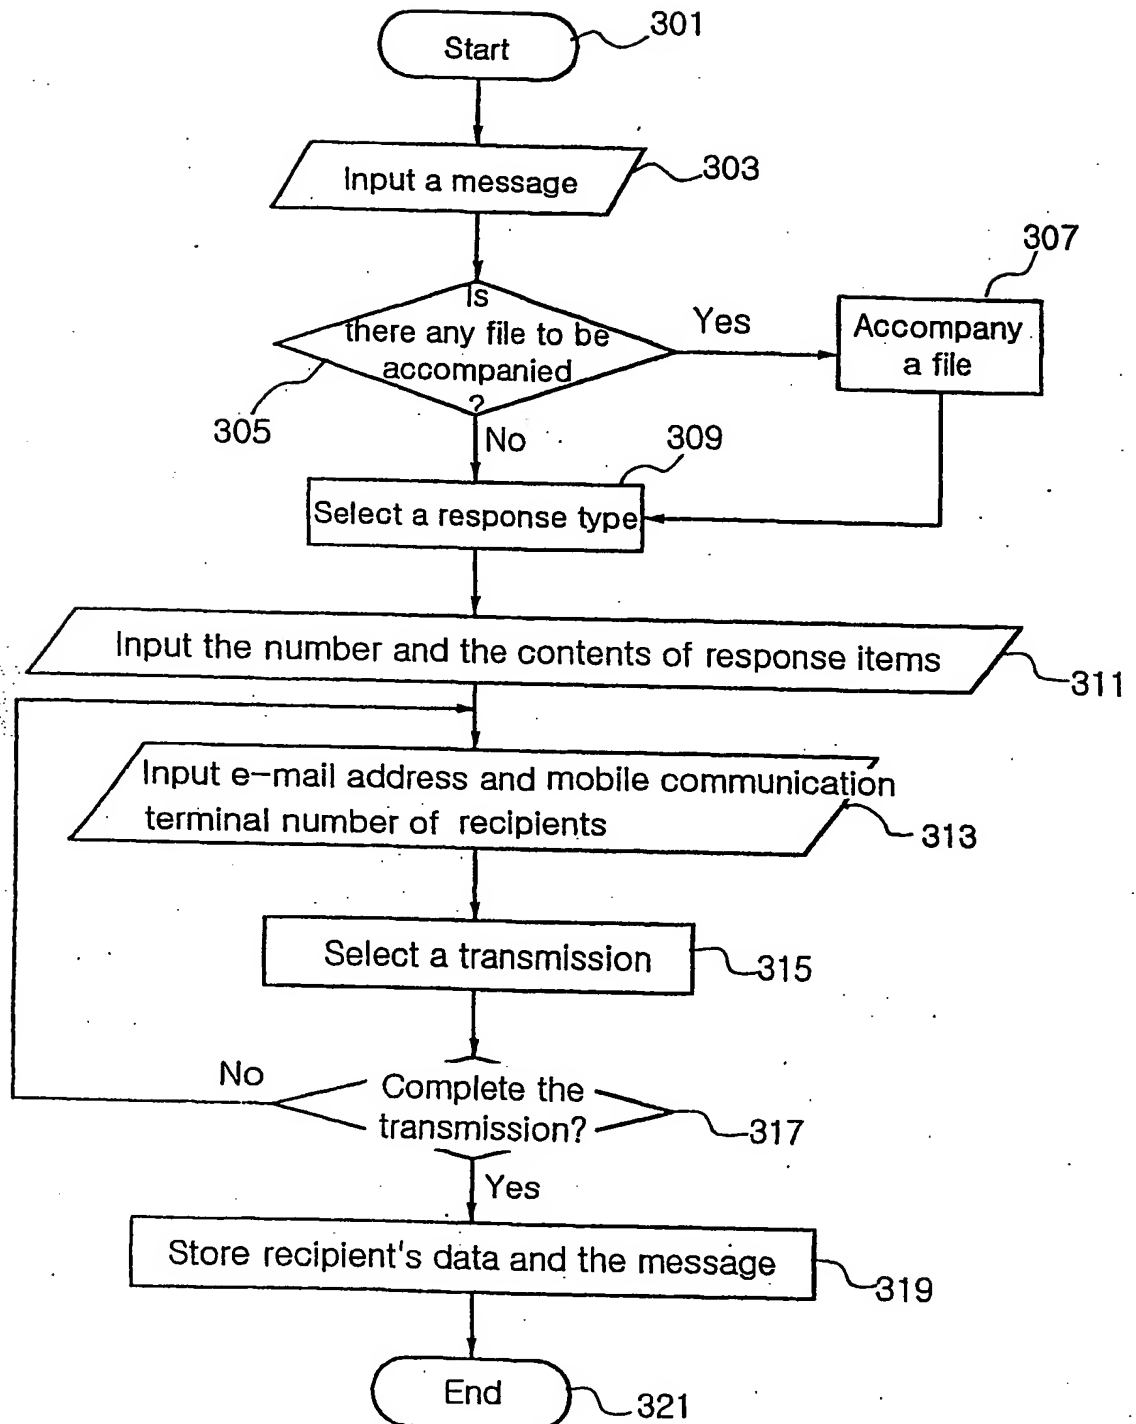 Start
301
Input a message
303
307
Is
there any file to be
accompanied
?
Yes
Accompany
a file
305
No
309
Select a response type
Input the number and the contents of response items
311
Input e-mail address and mobile communication
terminal number of recipients
313
Select a transmission
315
No
Complete the
transmission?
317
Yes
Store recipient's data and the message
319
End
321